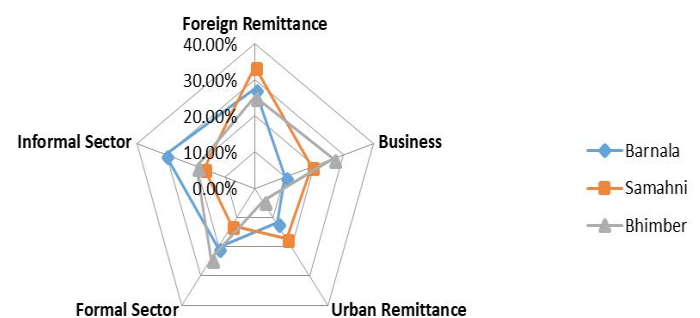 Foreign Remittance
40.00%
30.00%
20.00%
10.00%
0.00%
Informal Sector
Business
Formal Sector
Urban Remittance
Barnala
Samahni
Bhimber